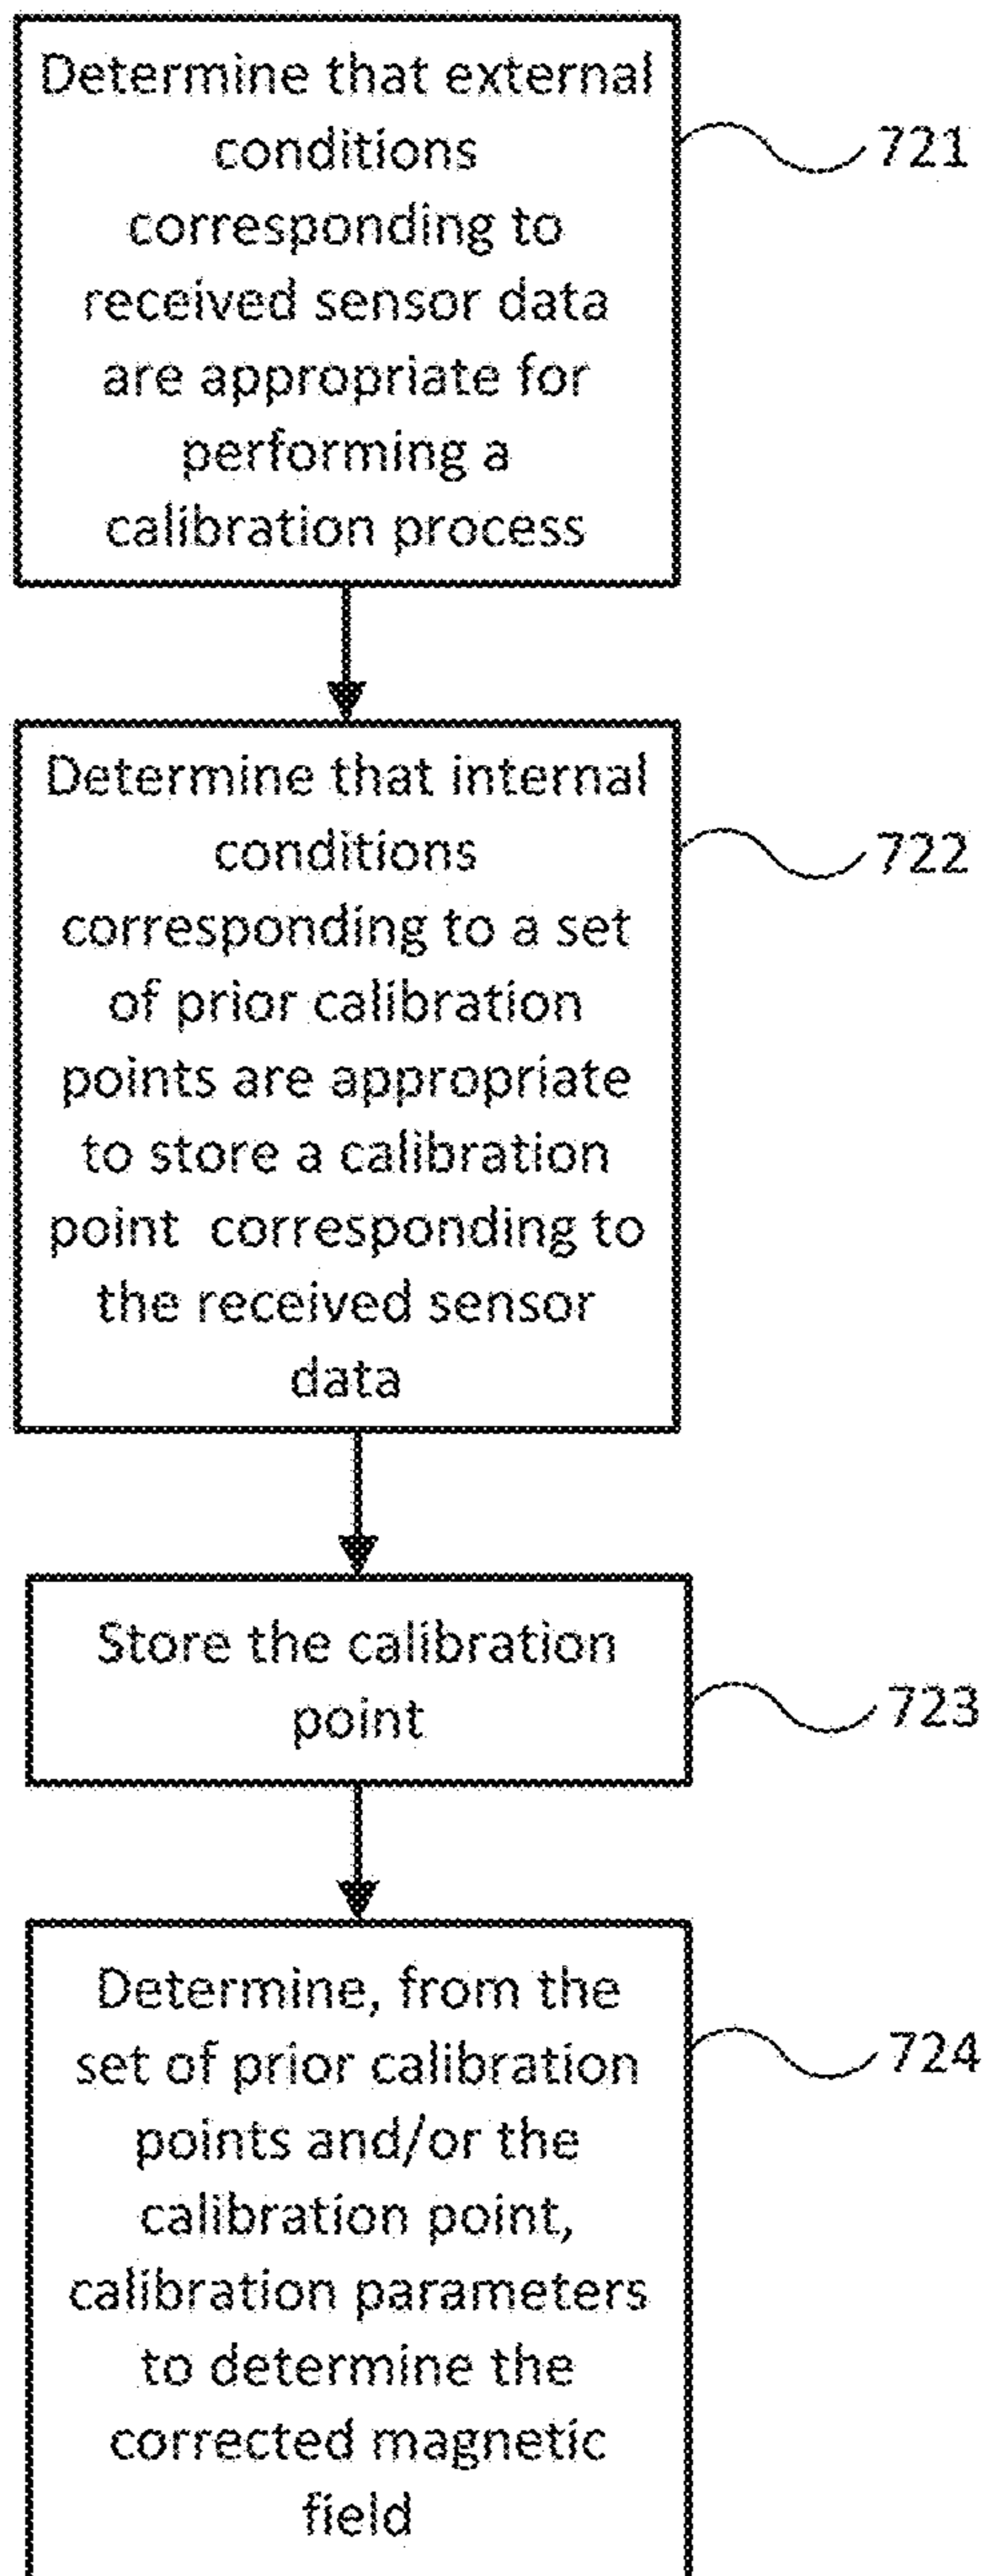 Determine that external
conditions
corresponding to
received sensor data
are appropriate for
performing a
calibration process
721
Determine that internal
conditions
corresponding to a set
of prior calibration
points are appropriate
to store a calibration
point corresponding to
the received sensor
data
722
Store the calibration
point
723
Determine, from the
set of prior calibration
points and/or the
calibration point,
calibration parameters
to determine the
corrected magnetic
field
724